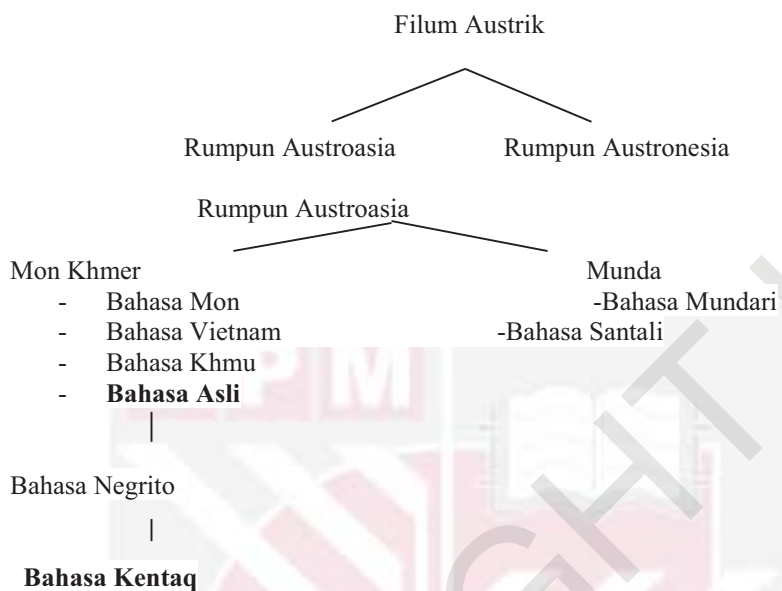 Filum Austrik
Rumpun Austroasia Rumpun Austronesia
Rumpun Austroasia
Mon Khmer Munda
- Bahasa Mon -Bahasa Mundari
- Bahasa Vietnam -Bahasa Santali
- Bahasa Khmu
- Bahasa Asli
Bahasa Negrito
Bahasa Kentaq